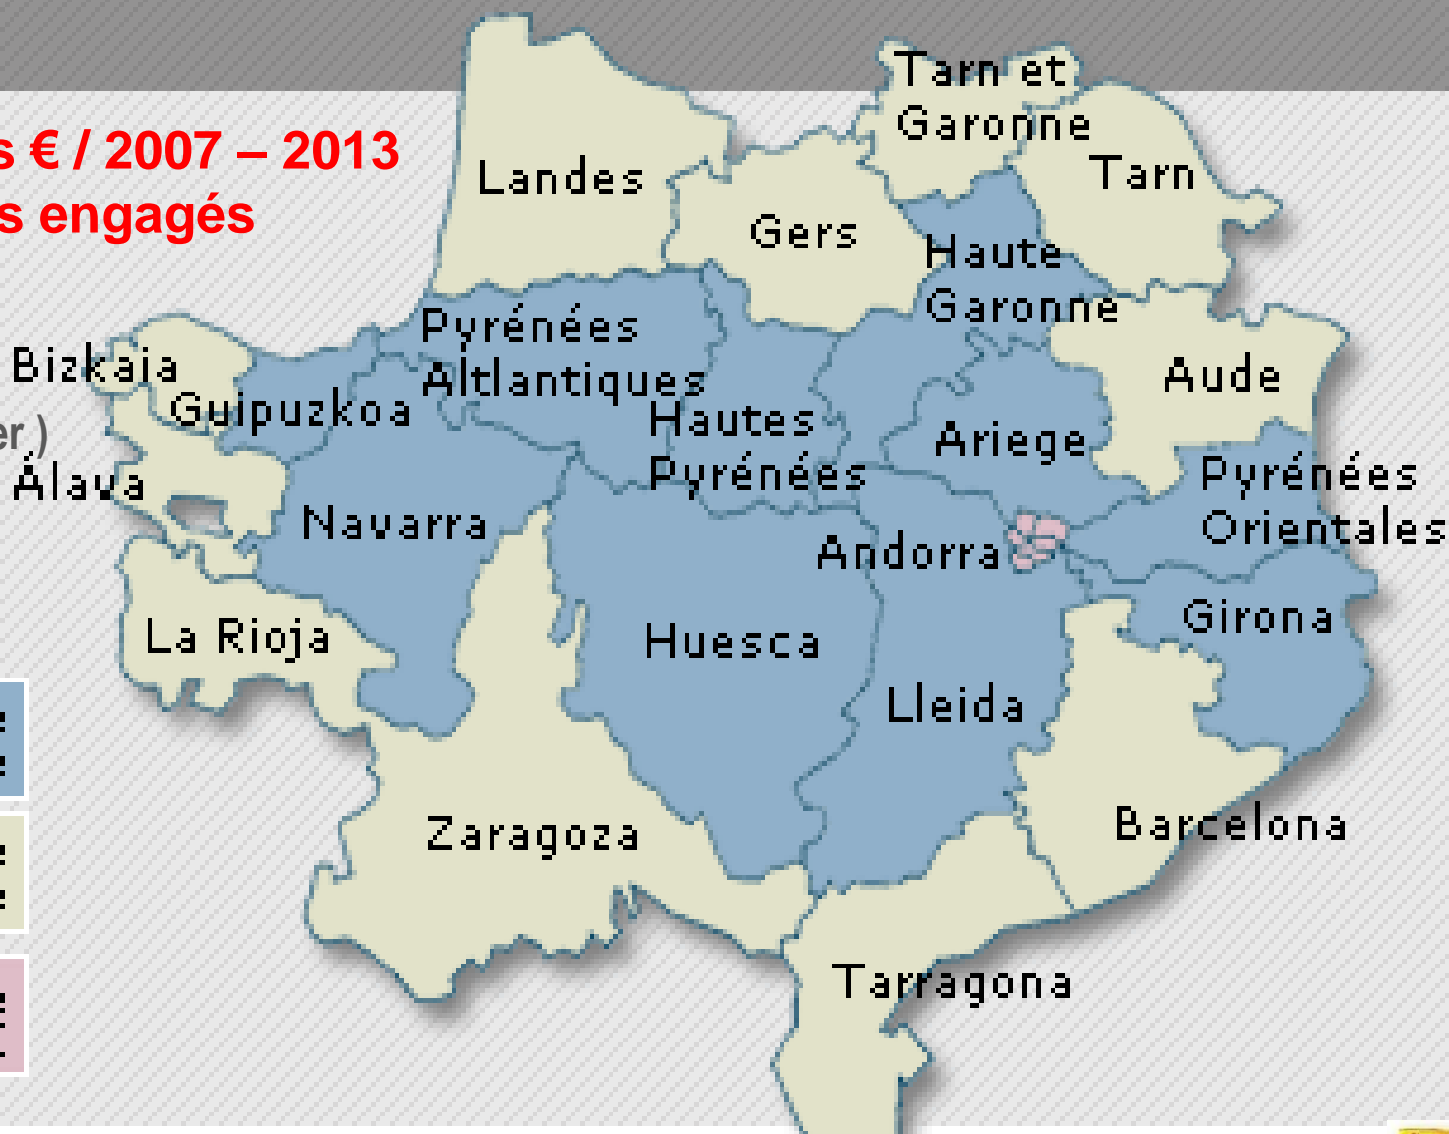 s € / 2007 – 2013
s engagés
er )
Tarn et
Garonne
Landes
Tarn
Gers
Haute
Garonne
Pyrénées
Altlantiques
Bizkaia
Guipuzkoa
Aude
Hautes
Pyrénées
Ariege
Álava
Pyrénées
Orientales
Navarra
Andorra
La Rioja
Huesca
Girona
Lleida
Zaragoza
Barcelona
Tarragona